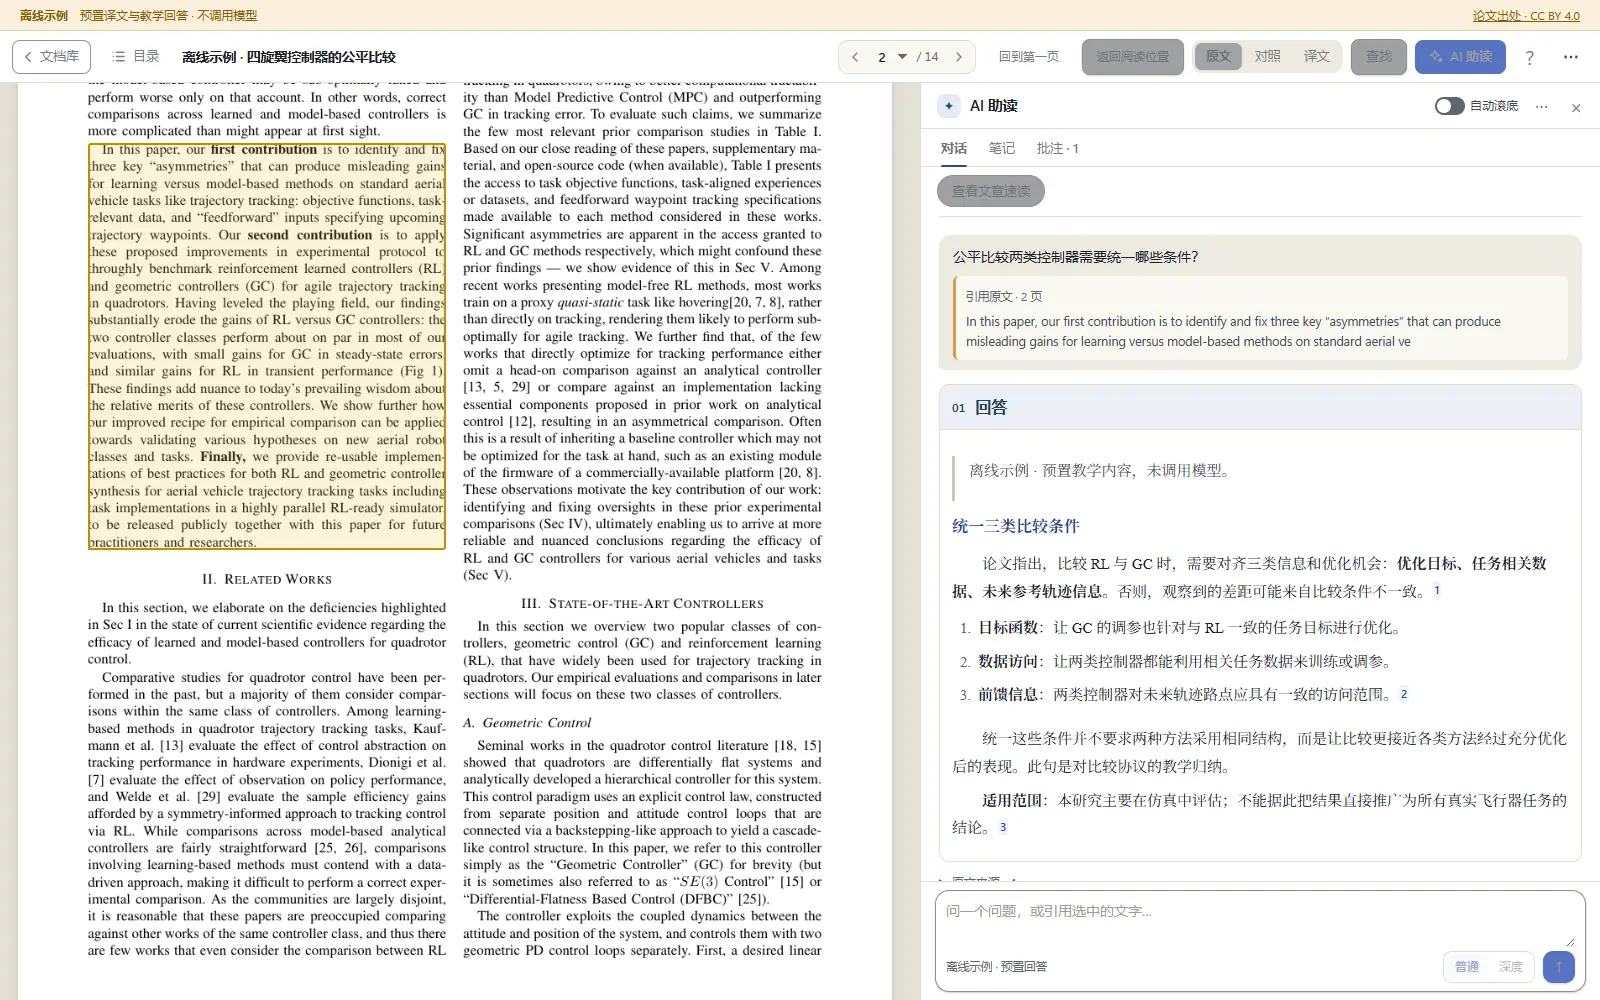 离线示例 预置译文与教学回答 · 不调用模型
论文出处 · CC BY 4.0
文档库
目录
离线示例 · 四旋翼控制器的公平比较
2 / 14
回到第一页
返回阅读位置
原文 对照 译文
查找
AI 助读
?
perform worse only on that account. In other words, correct
comparisons across learned and model-based controllers is
more complicated than might appear at first sight.
In this paper, our first contribution is to identify and fix
three key “asymmetries” that can produce misleading gains
for learning versus model-based methods on standard aerial
vehicle tasks like trajectory tracking: objective functions, task-
relevant data, and “feedforward” inputs specifying upcoming
trajectory waypoints. Our second contribution is to apply
these proposed improvements in experimental protocol to
throughly benchmark reinforcement learned controllers (RL)
and geometric controllers (GC) for agile trajectory tracking
in quadrotors. Having leveled the playing field, our findings
substantially erode the gains of RL versus GC controllers: the
two controller classes perform about on par in most of our
evaluations, with small gains for GC in steady-state errors,
and similar gains for RL in transient performance (Fig 1).
These findings add nuance to today’s prevailing wisdom about
the relative merits of these controllers. We show further how
our improved recipe for empirical comparison can be applied
towards validating various hypotheses on new aerial robot
classes and tasks. Finally, we provide re-usable implemen-
tations of best practices for both RL and geometric controller
synthesis for aerial vehicle trajectory tracking tasks including
task implementations in a highly parallel RL-ready simulator,
to be released publicly together with this paper for future
practitioners and researchers.
II. RELATED WORKS
In this section, we elaborate on the deficiencies highlighted
in Sec I in the state of current scientific evidence regarding the
efficacy of learned and model-based controllers for quadrotor
control.
Comparative studies for quadrotor control have been per-
formed in the past, but a majority of them consider compar-
isons within the same class of controllers. Among learning-
based methods in quadrotor trajectory tracking tasks, Kauf-
mann et al. [13] evaluate the effect of control abstraction on
tracking performance in hardware experiments, Dionigi et al.
[7] evaluate the effect of observation on policy performance,
and Welde et al. [29] evaluate the sample efficiency gains
afforded by a symmetry-informed approach to tracking control
via RL. While comparisons across model-based analytical
controllers are fairly straightforward [25, 26], comparisons
involving learning-based methods must contend with a data-
driven approach, making it difficult to perform a correct exper-
imental comparison. As the communities are largely disjoint,
it is reasonable that these papers are preoccupied comparing
against other works of the same controller class, and thus there
are few works that even consider the comparison between RL
ity than Model Predictive Control (MPC) and outperforming
GC in tracking error. To evaluate such claims, we summarize
the few most relevant prior comparison studies in Table I.
Based on our close reading of these papers, supplementary ma-
terial, and open-source code (when available), Table I presents
the access to task objective functions, task-aligned experiences
or datasets, and feedforward waypoint tracking specifications
made available to each method considered in these works.
Significant asymmetries are apparent in the access granted to
RL and GC methods respectively, which might confound these
prior findings — we show evidence of this in Sec V. Among
recent works presenting model-free RL methods, most works
train on a proxy quasi-static task like hovering[20, 7, 8], rather
than directly on tracking, rendering them likely to perform sub-
optimally for agile tracking. We further find that, of the few
works that directly optimize for tracking performance either
omit a head-on comparison against an analytical controller
[13, 5, 29] or compare against an implementation lacking
essential components proposed in prior work on analytical
control [12], resulting in an asymmetrical comparison. Often
this is a result of inheriting a baseline controller which may not
be optimized for the task at hand, such as an existing module
of the firmware of a commercially-available platform [20, 8].
These observations motivate the key contribution of our work:
identifying and fixing oversights in these prior experimental
comparisons (Sec IV), ultimately enabling us to arrive at more
reliable and nuanced conclusions regarding the efficacy of
RL and GC controllers for various aerial vehicles and tasks
(Sec V).
III. STATE-OF-THE-ART CONTROLLERS
In this section we overview two popular classes of con-
trollers, geometric control (GC) and reinforcement learning
(RL), that have widely been used for trajectory tracking in
quadrotors. Our empirical evaluations and comparisons in later
sections will focus on these two classes of controllers.
A. Geometric Control
Seminal works in the quadrotor control literature [18, 15]
showed that quadrotors are differentially flat systems and
analytically developed a hierarchical controller for this system.
This control paradigm uses an explicit control law, constructed
from separate position and attitude control loops that are
connected via a backstepping-like approach to yield a cascade-
like control structure. In this paper, we refer to this controller
simply as the “Geometric Controller” (GC) for brevity (but
it is sometimes also referred to as “SE(3) Control” [15] or
“Differential-Flatness Based Control (DFBC)” [25]).
The controller exploits the coupled dynamics between the
attitude and position of the system, and controls them with two
geometric PD control loops separately. First, a desired linear
AI 助读
自动滚底
对话 笔记 批注 · 1
查看文章速读
公平比较两类控制器需要统一哪些条件？
引用原文 · 2 页
In this paper, our first contribution is to identify and fix three key “asymmetries” that can produce
misleading gains for learning versus model-based methods on standard aerial ve
01 回答
离线示例 · 预置教学内容，未调用模型。
统一三类比较条件
论文指出，比较 RL 与 GC 时，需要对齐三类信息和优化机会：优化目标、任务相关数
据、未来参考轨迹信息。否则，观察到的差距可能来自比较条件不一致。 1
1. 目标函数：让 GC 的调参也针对与 RL 一致的任务目标进行优化。
2. 数据访问：让两类控制器都能利用相关任务数据来训练或调参。
3. 前馈信息：两类控制器对未来轨迹路点应具有一致的访问范围。 2
统一这些条件并不要求两种方法采用相同结构，而是让比较更接近各类方法经过充分优化
后的表现。此句是对比较协议的教学归纳。
适用范围：本研究主要在仿真中评估；不能据此把结果直接推广为所有真实飞行器任务的
结论。 3
问一个问题，或引用选中的文字...
离线示例 · 预置回答
普通 深度